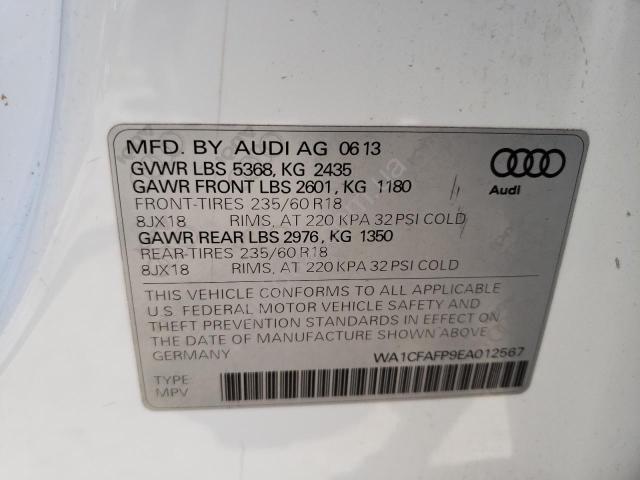 MFD. BY AUDI AG 06 13
GVWR LBS 5368, KG 2435
GAWR FRONT LBS 2601, KG 1180
FRONT-TIRES 235/60 R18
8JX18 RIMS, AT 220 KPA 32 PSI COLD
GAWR REAR LBS 2976, KG 1350
REAR-TIRES 235/60 R18
8JX18 RIMS, AT 220 KPA 32 PSI COLD
Audi
THIS VEHICLE CONFORMS TO ALL APPLICABLE
U.S. FEDERAL MOTOR VEHICLE SAFETY AND
THEFT PREVENTION STANDARDS IN EFFECT ON
THE DATE OF MANUFACTURE SHOWN ABOVE.
GERMANY WA1CFAFP9EA012567
TYPE:
MPV